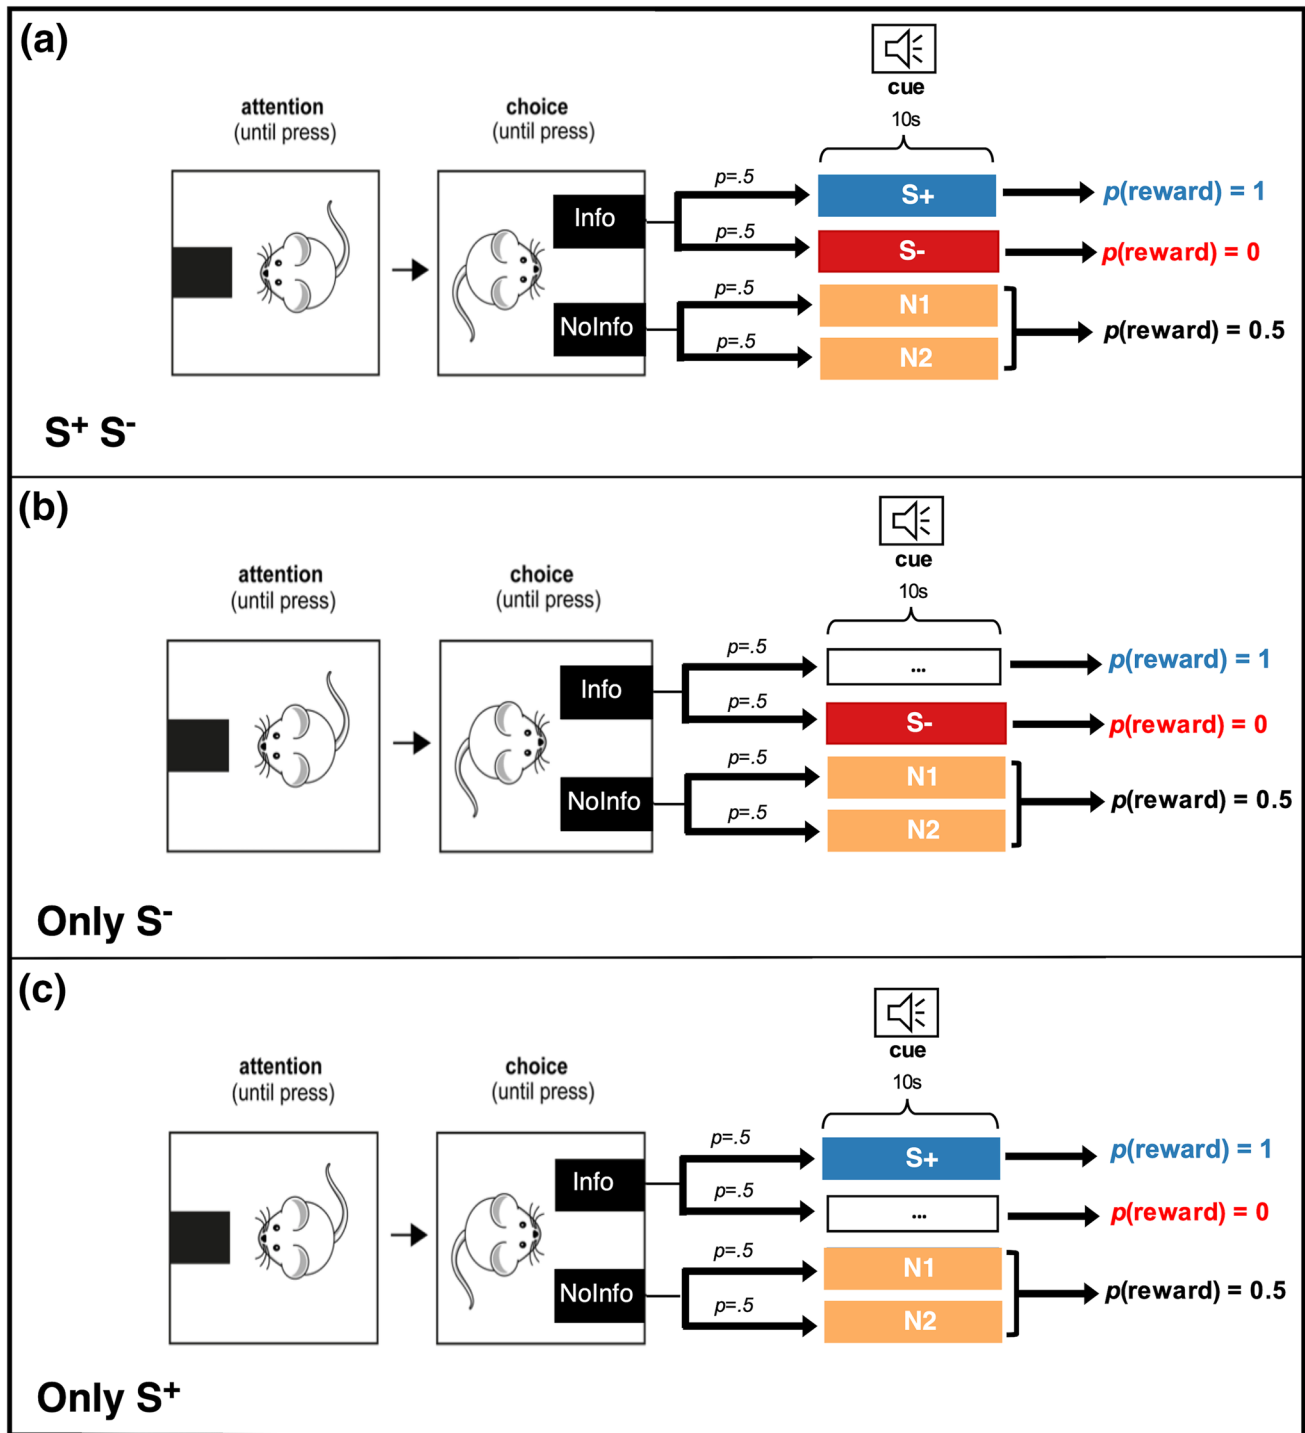 (a)
cue
10s
attention
(until press)
choice
(until press)
Info
NoInfo
p=.5
p=.5
p=.5
p=.5
S+
S-
N1
N2
p(reward) = 1
p(reward) = 0
p(reward) = 0.5
S+ S-
(b)
cue
10s
attention
(until press)
choice
(until press)
Info
NoInfo
p=.5
p=.5
p=.5
p=.5
...
S-
N1
N2
p(reward) = 1
p(reward) = 0
p(reward) = 0.5
Only S-
(c)
cue
10s
attention
(until press)
choice
(until press)
Info
NoInfo
p=.5
p=.5
p=.5
p=.5
S+
...
N1
N2
p(reward) = 1
p(reward) = 0
p(reward) = 0.5
Only S+